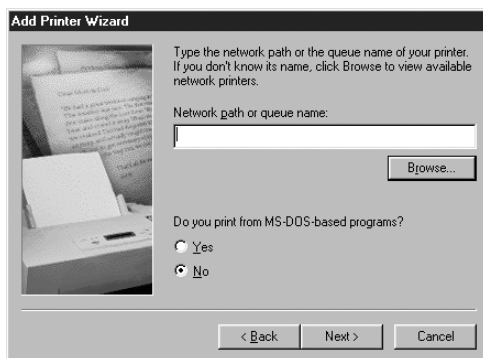 Add Printer Wizard
Type the network path or the queue name of your printer.
If you don't know its name, click Browse to view available
network printers.
Network path or queue name:
Browse...
Do you print from MS-DOS-based programs?
Yes
No
< Back
Next >
Cancel